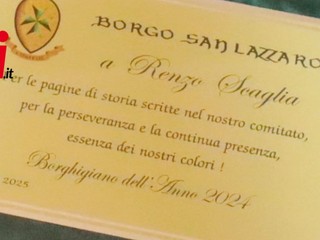 BORGO SAN LAZZARO
i
.it
a Renzo Scaglia
Per le pagine di storia scritte nel nostro comitato,
per la perseveranza e la continua presenza,
essenza dei nostri colori !
Borghigiano dell'Anno 2024
2025